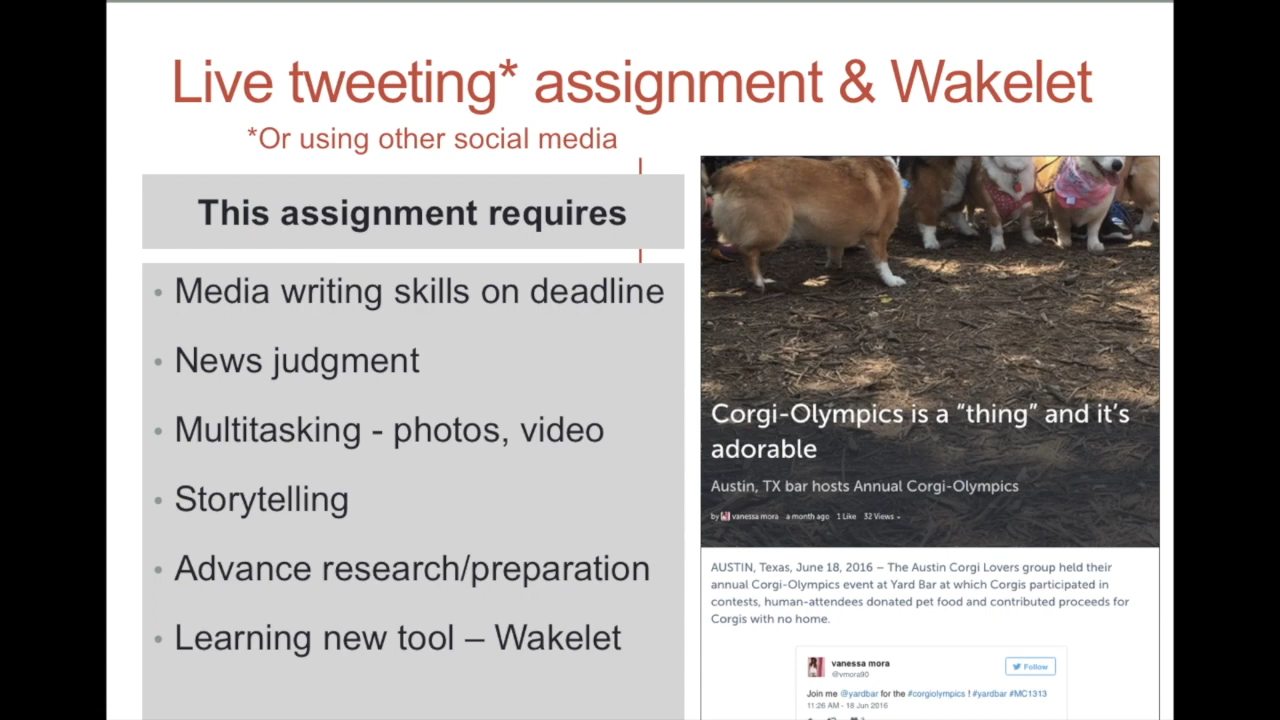 Live tweeting* assignment & Wakelet
*Or using other social media
This assignment requires
• Media writing skills on deadline
• News judgment
• Multitasking - photos, video
• Storytelling
• Advance research/preparation
• Learning new tool – Wakelet
Corgi-Olympics is a “thing” and it’s
adorable
Austin, TX bar hosts Annual Corgi-Olympics
by vanessa mora a month ago 1 Like 32 Views
AUSTIN, Texas, June 18, 2016 – The Austin Corgi Lovers group held their
annual Corgi-Olympics event at Yard Bar at which Corgis participated in
contests, human-attendees donated pet food and contributed proceeds for
Corgis with no home.
vanessa mora
@vmora90
Follow
Join me @yardbar for the #corgiolympics ! #yardbar #MC1313
11:26 AM - 18 Jun 2016